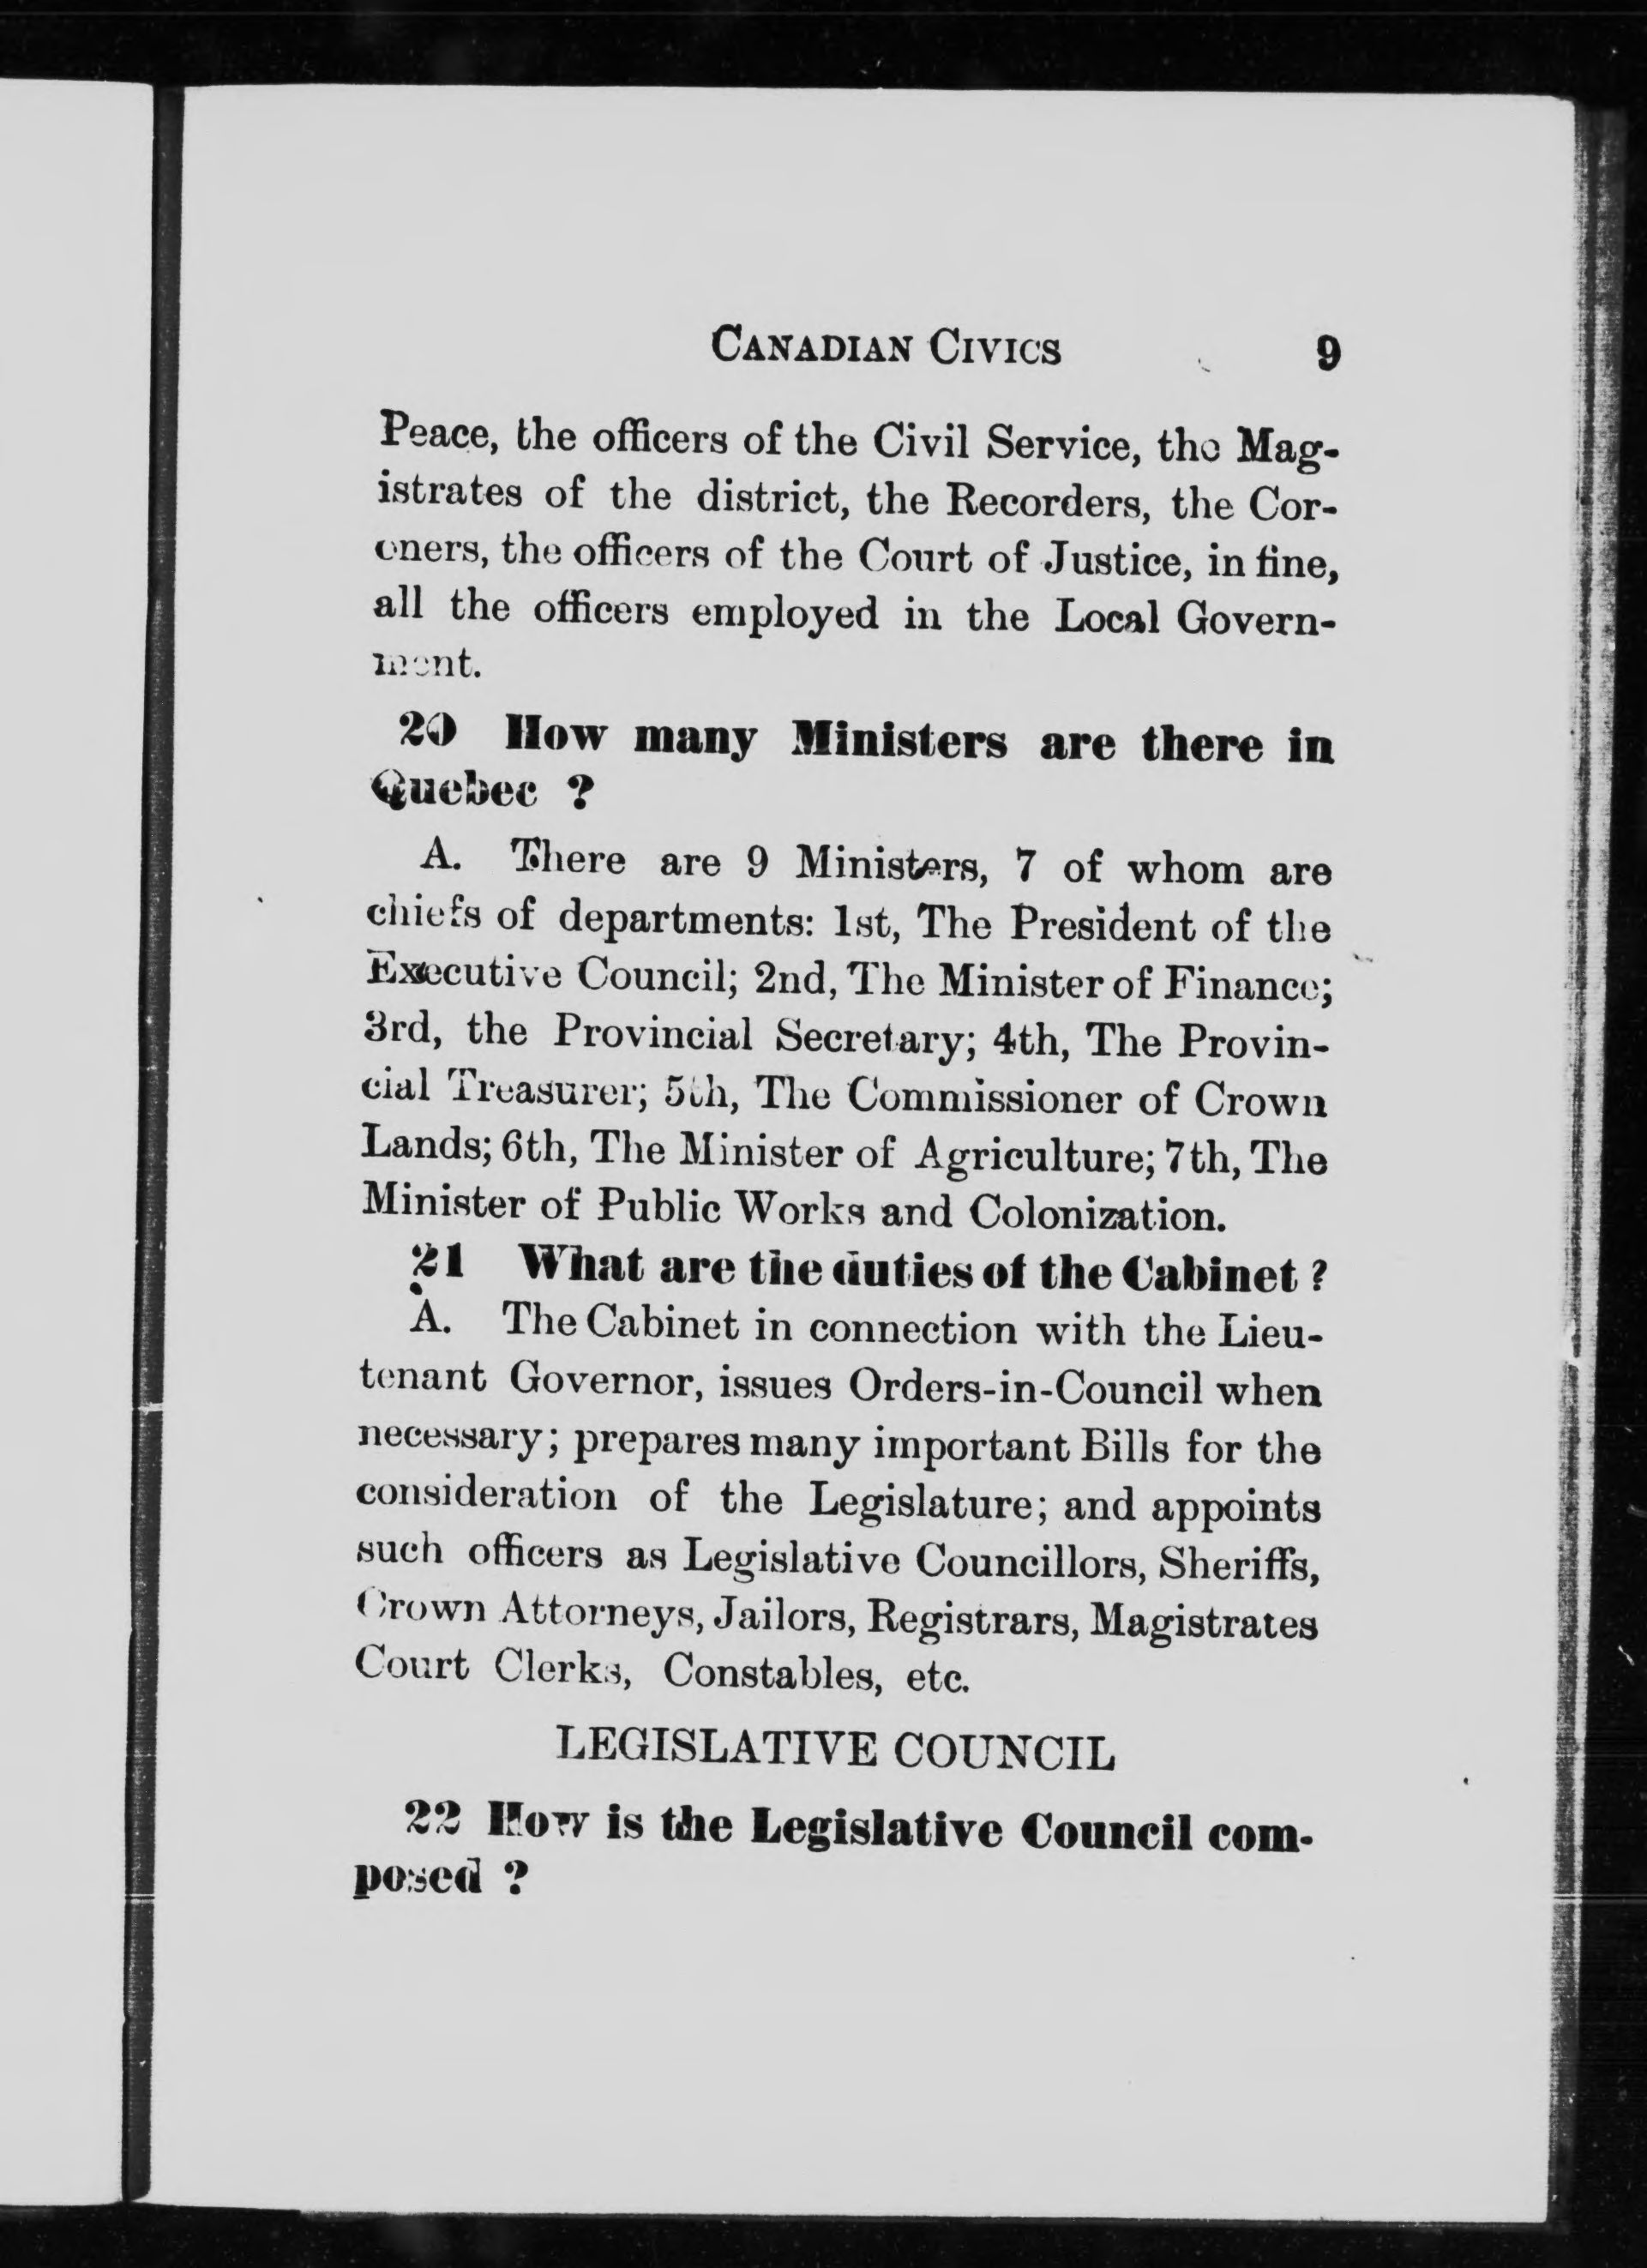 CANADIAN CIVICS 9
Peace, the officers of the Civil Service, the Mag-
istrates of the district, the Recorders, the Cor-
oners, the officers of the Court of Justice, in fine,
all the officers employed in the Local Govern-
ment.
20 How many Ministers are there in
Quebec ?
A. There are 9 Ministers, 7 of whom are
chiefs of departments: 1st, The President of the
Executive Council; 2nd, The Minister of Finance;
3rd, the Provincial Secretary; 4th, The Provin-
cial Treasurer; 5th, The Commissioner of Crown
Lands; 6th, The Minister of Agriculture; 7th, The
Minister of Public Works and Colonization.
21 What are the duties of the Cabinet ?
A. The Cabinet in connection with the Lieu-
tenant Governor, issues Orders-in-Council when
necessary; prepares many important Bills for the
consideration of the Legislature; and appoints
such officers as Legislative Councillors, Sheriffs,
Crown Attorneys, Jailors, Registrars, Magistrates
Court Clerks, Constables, etc.
LEGISLATIVE COUNCIL
22 How is the Legislative Council com-
posed ?